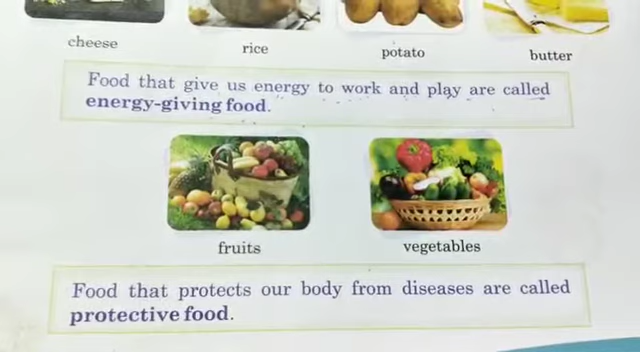 cheese
rice
potato
butter
Food that give us energy to work and play are called
energy-giving food.
fruits
vegetables
Food that protects our body from diseases are called
protective food.